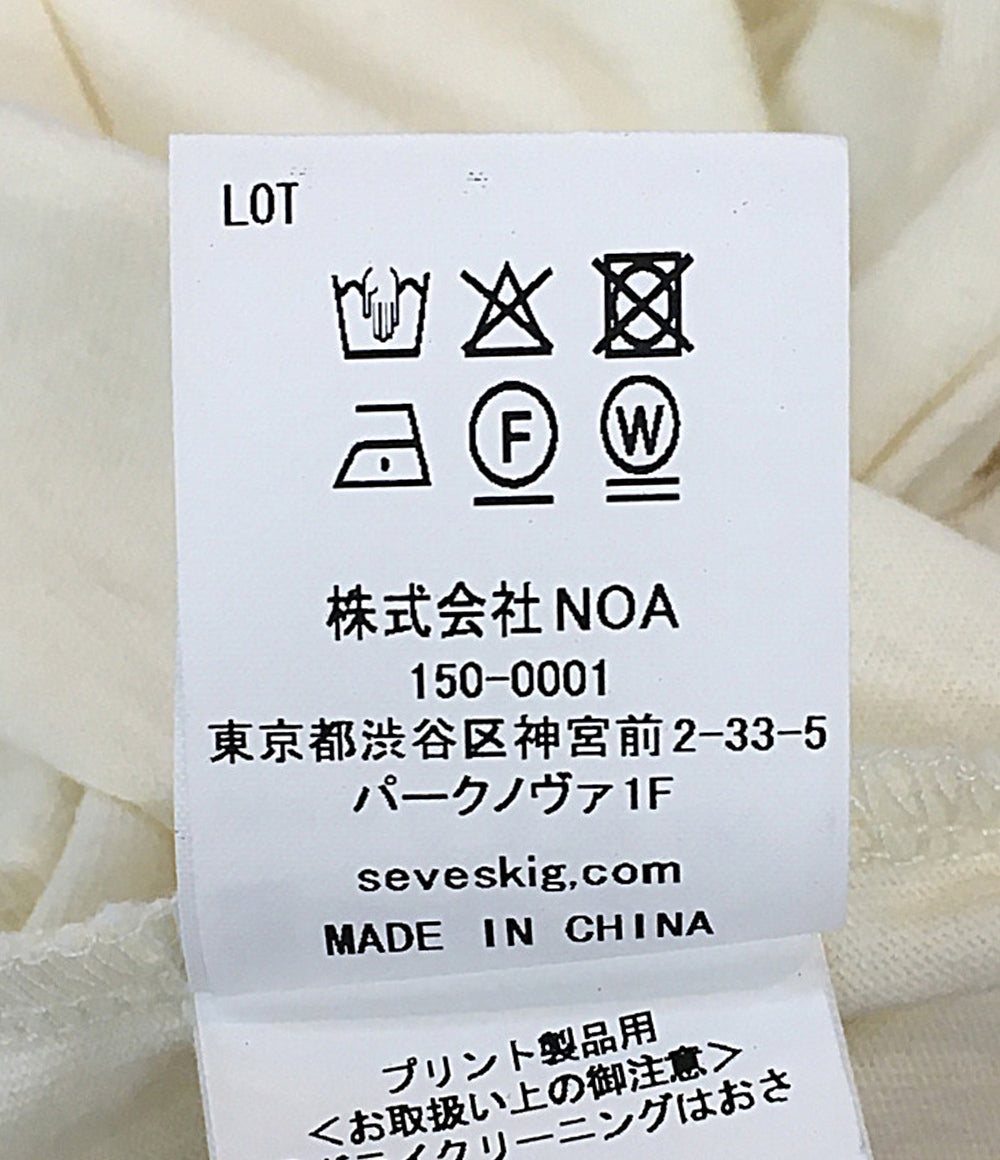 LOT
F W
株式会社NOA
150-0001
東京都渋谷区神宮前2-33-5
パークノヴァ1F
seveskig.com
MADE IN CHINA
プリント製品用
<お取扱い上の御注意>
ドライクリーニングはおさ